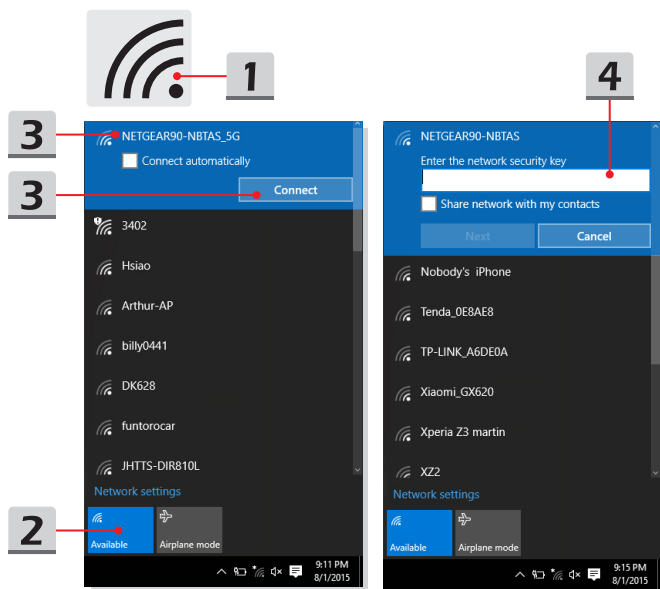 1
4
3
NETGEAR90-NBTAS_5G
Connect automatically
3
Connect
3402
Hsiao
Arthur-AP
billy0441
DK628
funtorocar
JHTTS-DIR810L
Network settings
2
Available
Airplane mode
9:11 PM
8/1/2015
NETGEAR90-NBTAS
Enter the network security key
Share network with my contacts
Next
Cancel
Nobody's iPhone
Tenda_0E8AE8
TP-LINK_A6DE0A
Xiaomi_GX620
Xperia Z3 martin
XZ2
Network settings
Available
Airplane mode
9:15 PM
8/1/2015